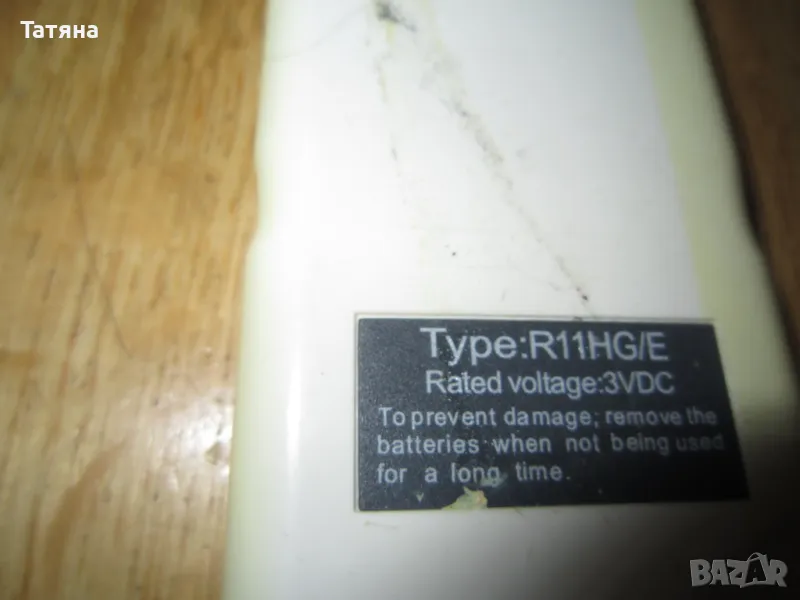 Татяна
Type:R11HG/E
Rated voltage:3VDC
To prevent damage, remove the
batteries when not being used
for a long time.
BAZAR